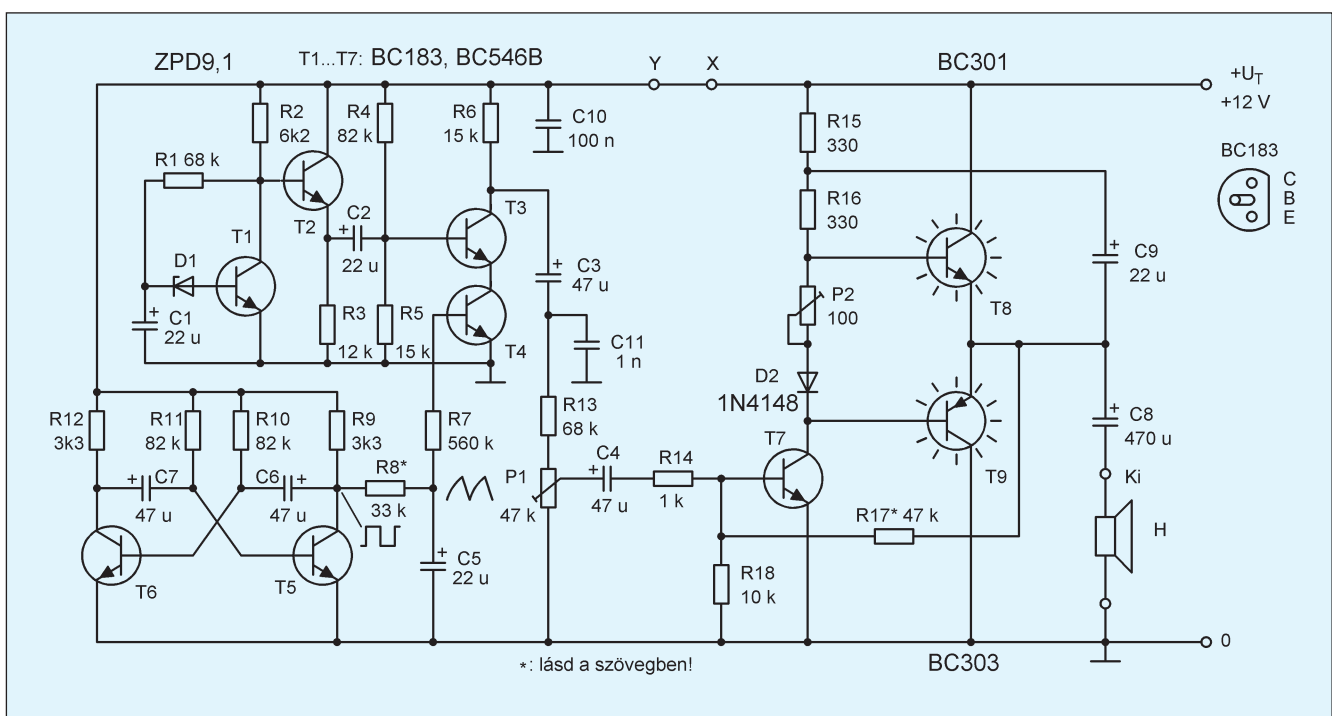 ZPD9,1
T1...T7: BC183, BC546B
Y
X
BC301
+UT
+12 V
R2
6k2
R4
82 k
R6
15 k
C10
100 n
R15
330
BC183
C
B
E
R1 68 k
R16
330
T2
C2
+
22 u
T3
T1
D1
+
C3
47 u
+
C9
22 u
P2
100
T8
+
C1
22 u
R3
12 k
R5
15 k
T4
C11
1 n
D2
1N4148
R12
3k3
R11
82 k
R10
82 k
R9
3k3
R7
560 k
R13
68 k
+
C8
470 u
T7
T9
+
C7
47 u
C6
+
47 u
R8*
33 k
P1
47 k
C4
+
47 u
R14
1 k
Ki
R17* 47 k
H
T6
T5
+
C5
22 u
R18
10 k
0
*: lásd a szövegben!
BC303